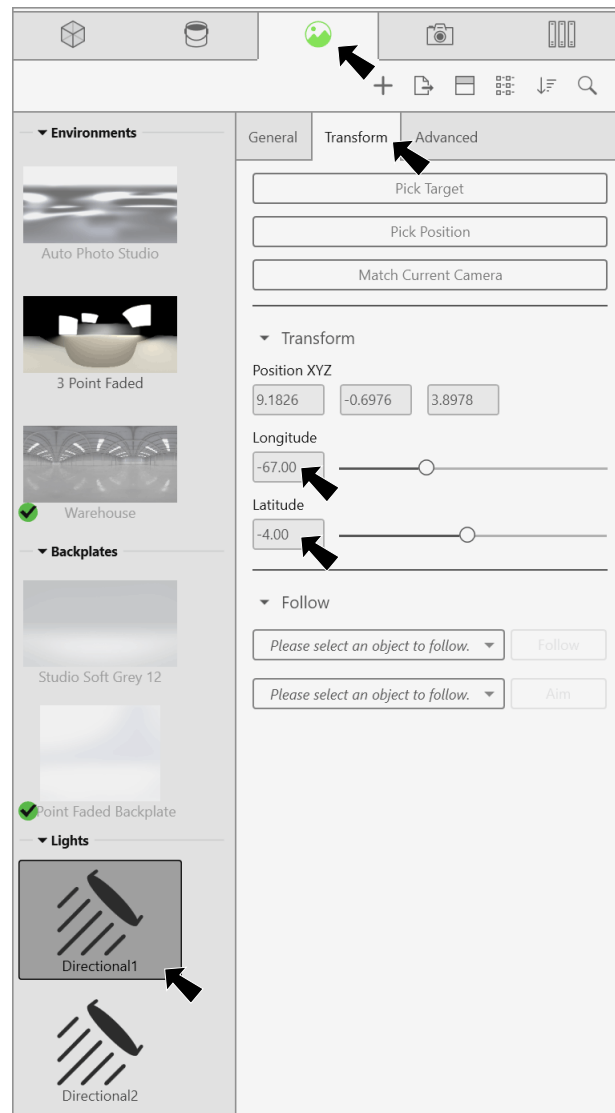 Environments
Auto Photo Studio
3 Point Faded
Warehouse
Backplates
Studio Soft Grey 12
Point Faded Backplate
Lights
Directional1
Directional2
General Transform Advanced
Pick Target
Pick Position
Match Current Camera
Transform
Position XYZ
9.1826 -0.6976 3.8978
Longitude
-67.00
Latitude
-4.00
Follow
Please select an object to follow. Follow
Please select an object to follow. Aim